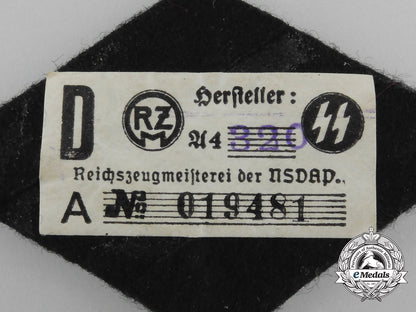 D RZM Hersteller:
A4 320
Reichszeugmeisterei der NSDAP.
A № 019481
eMedals